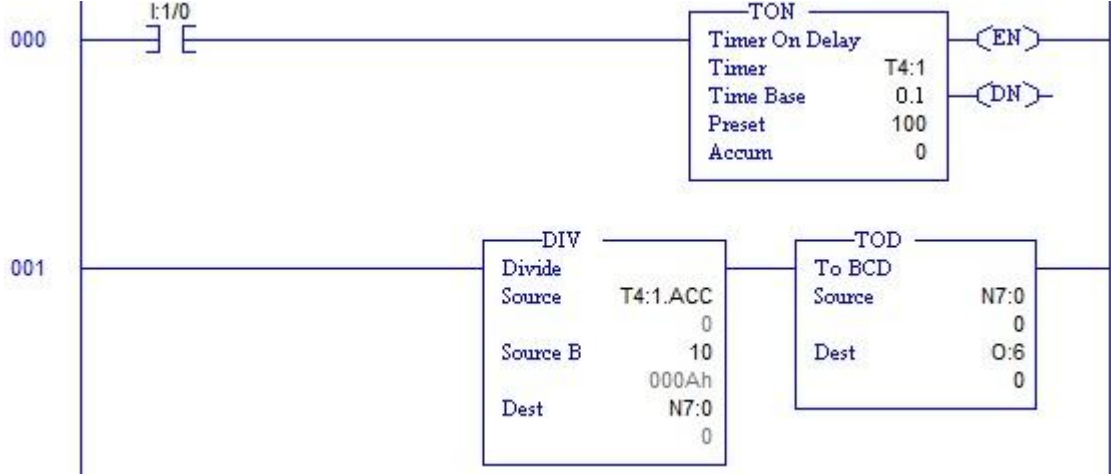 I:1/0
000
TON
Timer On Delay
Timer T4:1
Time Base 0.1
Preset 100
Accum 0
EN
DN
001
DIV
Divide
Source T4:1.ACC
0
Source B 10
000Ah
Dest N7:0
0
TOD
To BCD
Source N7:0
0
Dest O:6
0